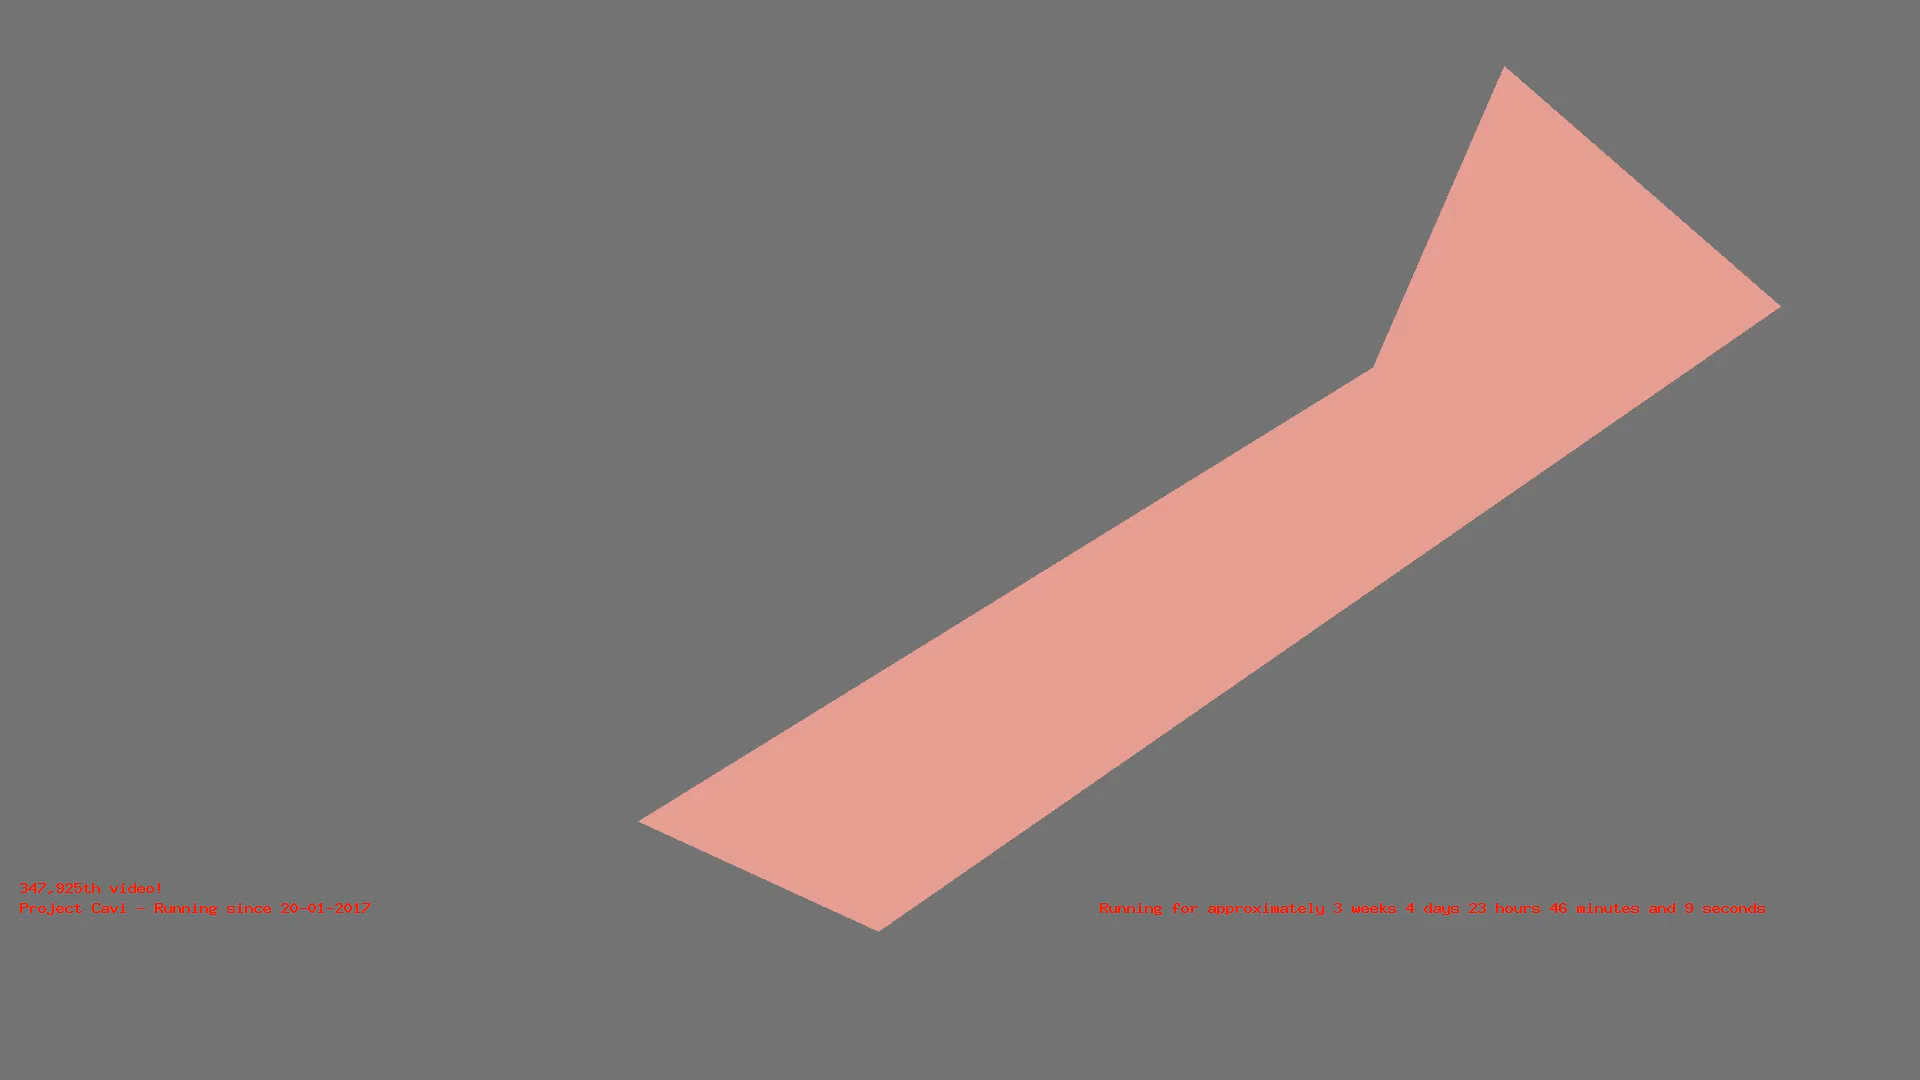 347,925th video!
Project Cavi - Running since 20-01-2017
Running for approximately 3 weeks 4 days 23 hours 46 minutes and 9 seconds